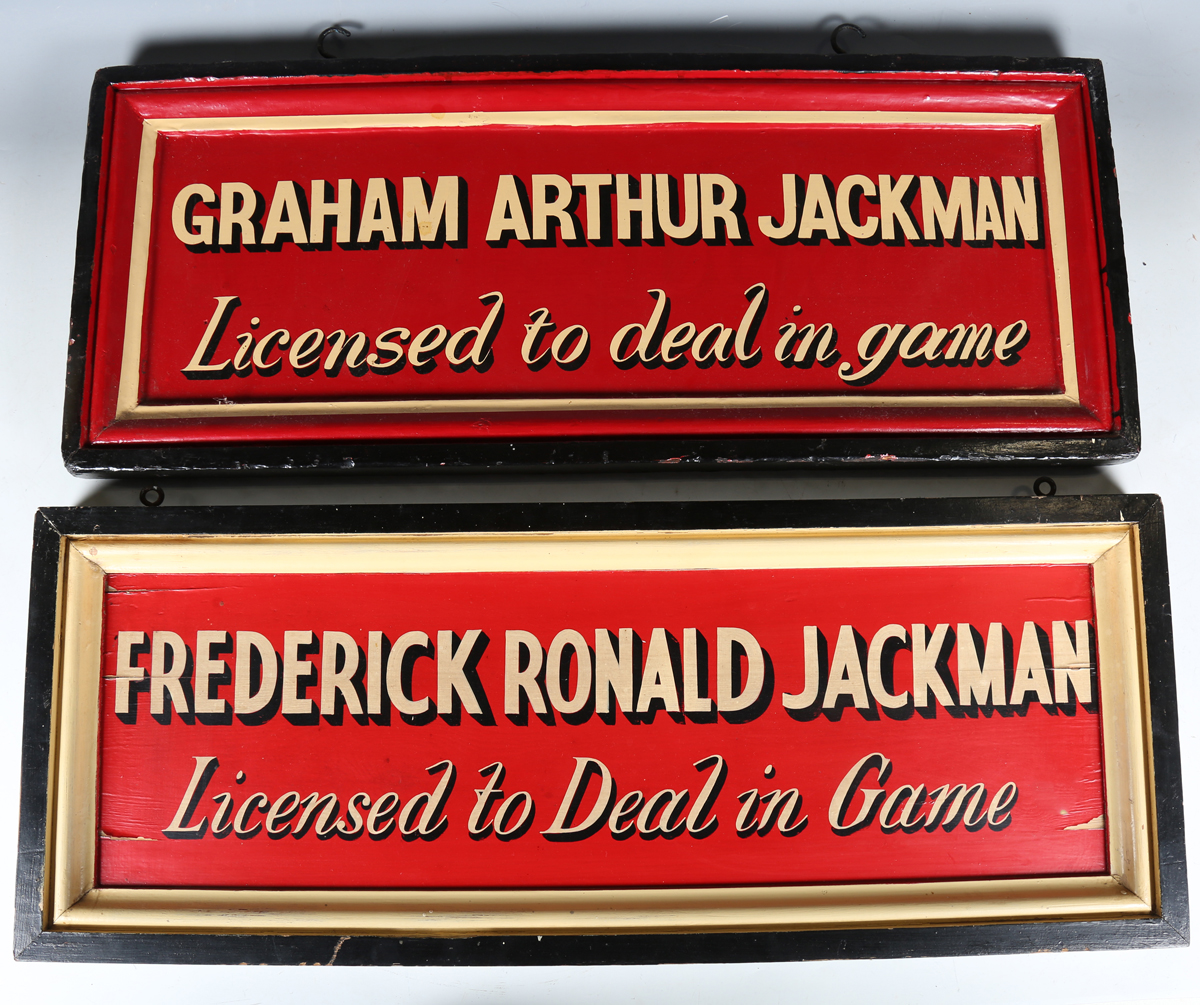 GRAHAM ARTHUR JACKMAN
Licensed to deal in game
FREDERICK RONALD JACKMAN
Licensed to Deal in Game